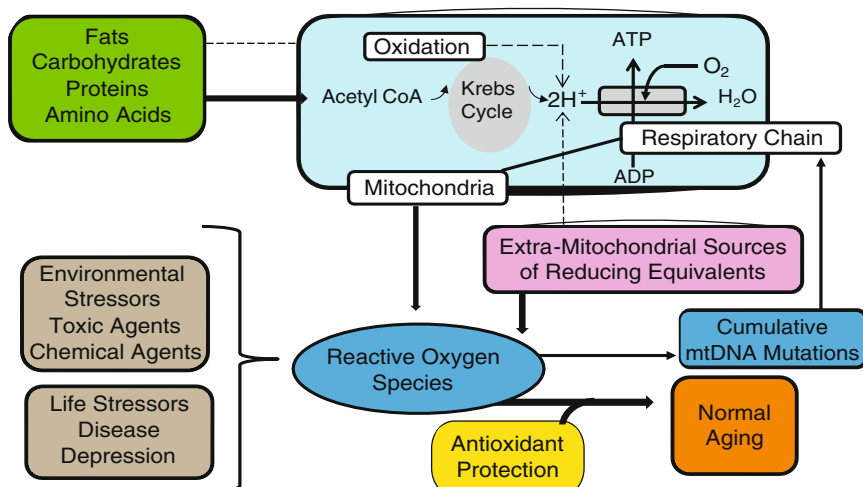 Fats
Carbohydrates
Proteins
Amino Acids
Oxidation
Acetyl CoA
Krebs
Cycle
2H+
ATP
O2
H2O
Respiratory Chain
ADP
Mitochondria
Extra-Mitochondrial Sources
of Reducing Equivalents
Environmental
Stressors
Toxic Agents
Chemical Agents
Life Stressors
Disease
Depression
Reactive Oxygen
Species
Cumulative
mtDNA Mutations
Antioxidant
Protection
Normal
Aging